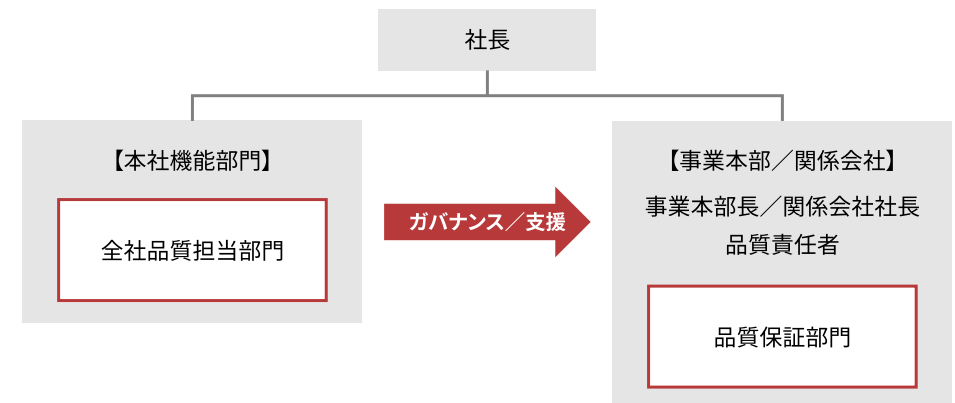 社長
【本社機能部門】
全社品質担当部門
ガバナンス／支援
【事業本部／関係会社】
事業本部長／関係会社社長
品質責任者
品質保証部門